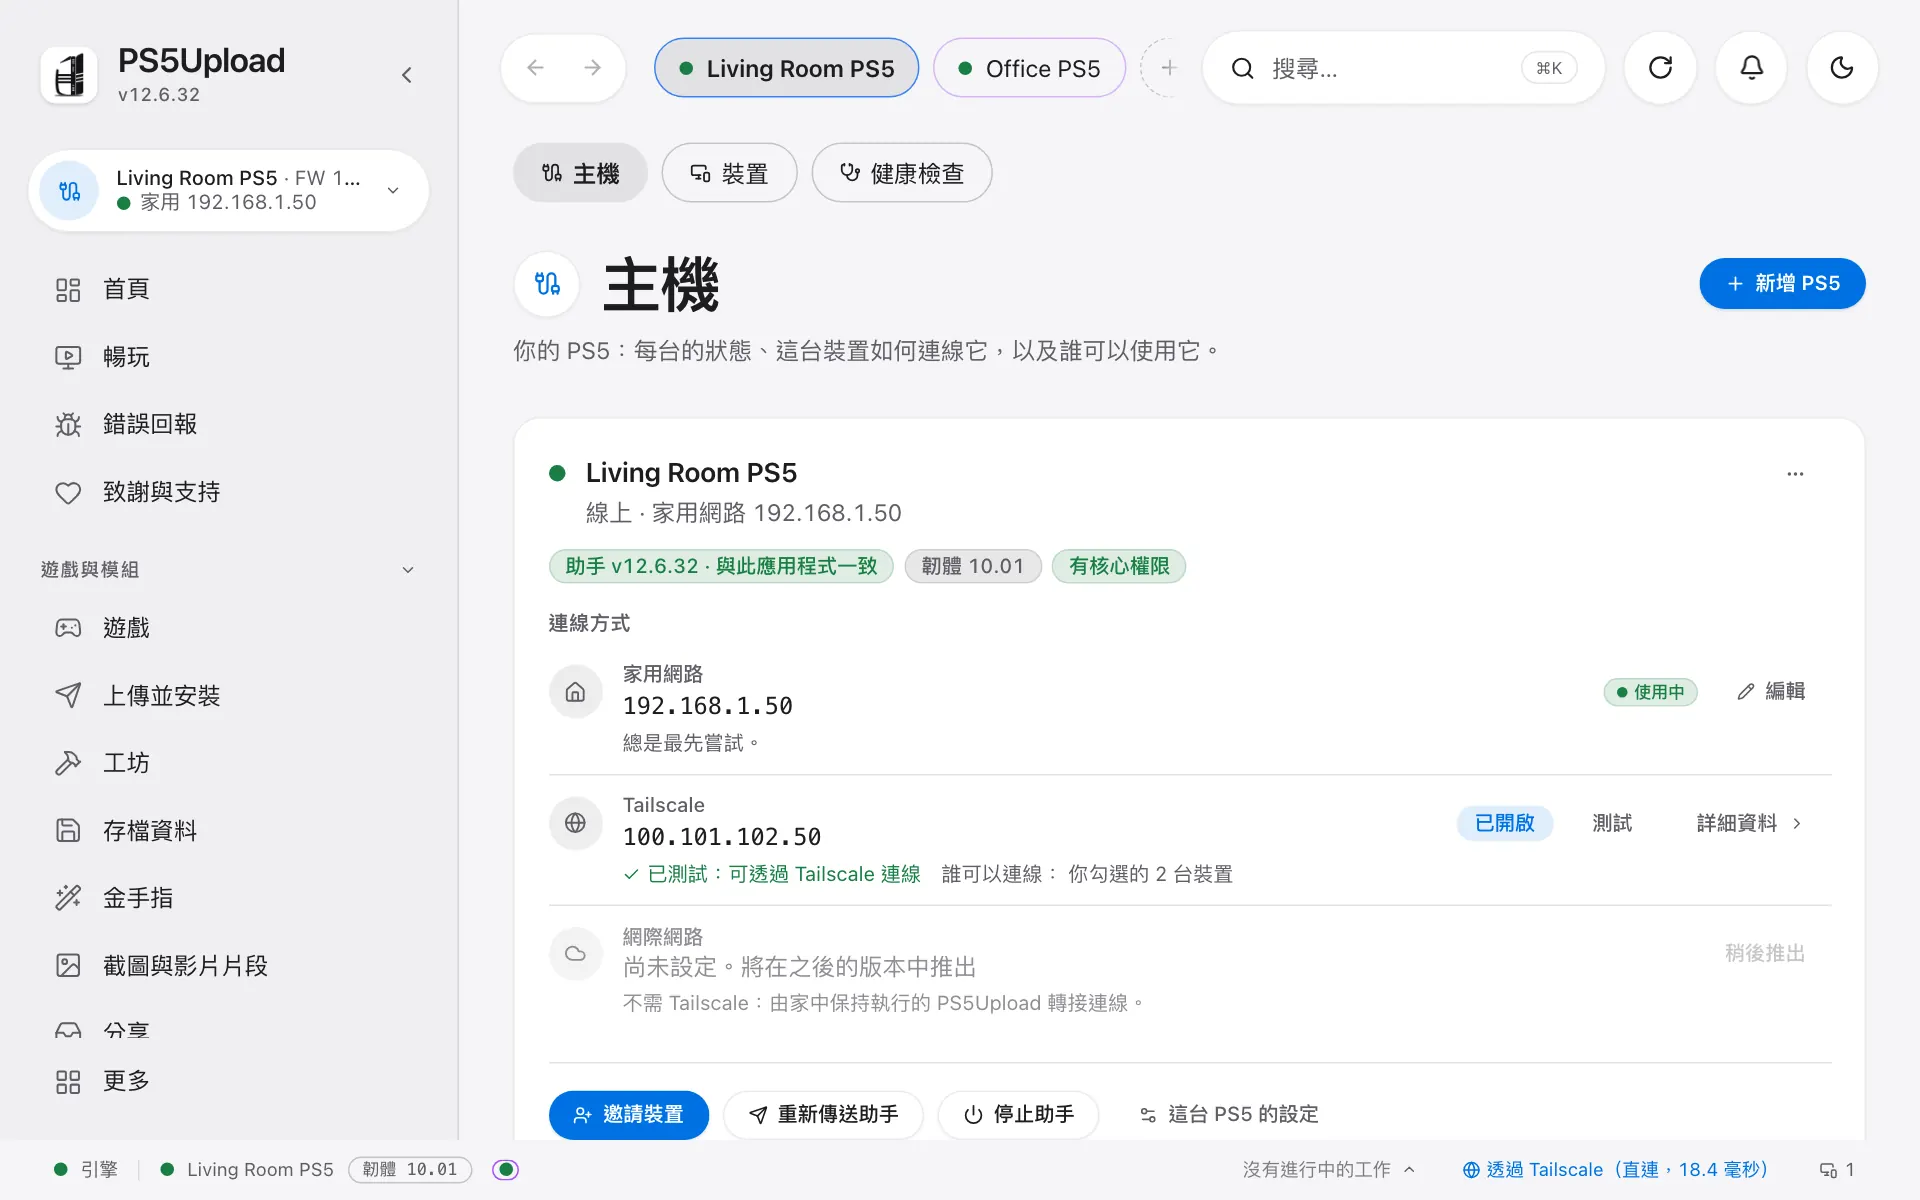 PS5Upload
v12.6.32
Living Room PS5 · FW 1...
家用 192.168.1.50
首頁
暢玩
錯誤回報
致謝與支持
遊戲與模組
遊戲
上傳並安裝
工坊
存檔資料
金手指
截圖與影片片段
分享
更多
Living Room PS5
Office PS5
搜尋...
⌘K
主機
裝置
健康檢查
主機
新增 PS5
你的 PS5：每台的狀態、這台裝置如何連線它，以及誰可以使用它。
Living Room PS5
線上 · 家用網路 192.168.1.50
助手 v12.6.32 · 與此應用程式一致
韌體 10.01
有核心權限
連線方式
家用網路
192.168.1.50
總是最先嘗試。
使用中
編輯
Tailscale
100.101.102.50
已測試：可透過 Tailscale 連線 誰可以連線： 你勾選的 2 台裝置
已開啟
測試
詳細資料
網際網路
尚未設定。將在之後的版本中推出
不需 Tailscale：由家中保持執行的 PS5Upload 轉接連線。
稍後推出
邀請裝置
重新傳送助手
停止助手
這台 PS5 的設定
引擎
Living Room PS5
韌體 10.01
沒有進行中的工作
透過 Tailscale（直連，18.4 毫秒）
1